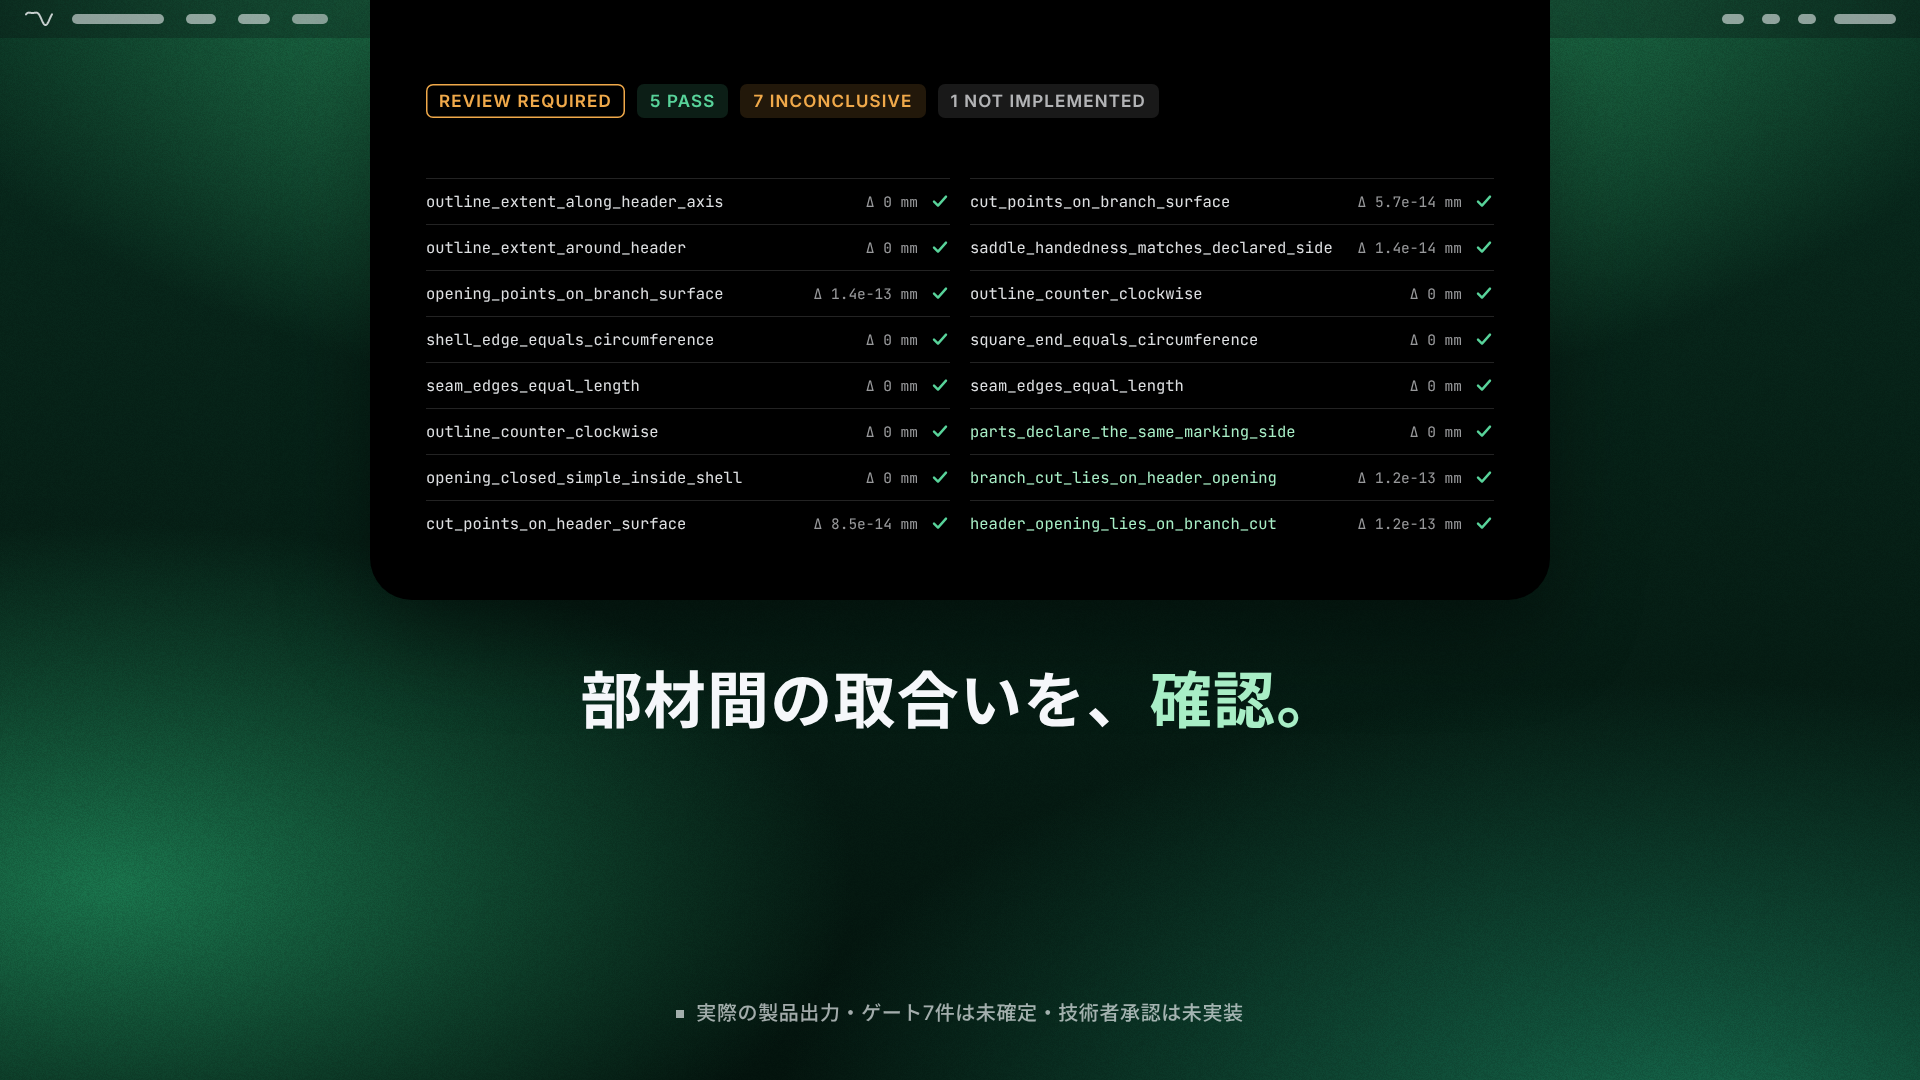 REVIEW REQUIRED 5 PASS 7 INCONCLUSIVE 1 NOT IMPLEMENTED
outline_extent_along_header_axis Δ 0 mm ✓
outline_extent_around_header Δ 0 mm ✓
opening_points_on_branch_surface Δ 1.4e-13 mm ✓
shell_edge_equals_circumference Δ 0 mm ✓
seam_edges_equal_length Δ 0 mm ✓
outline_counter_clockwise Δ 0 mm ✓
opening_closed_simple_inside_shell Δ 0 mm ✓
cut_points_on_header_surface Δ 8.5e-14 mm ✓
cut_points_on_branch_surface Δ 5.7e-14 mm ✓
saddle_handedness_matches_declared_side Δ 1.4e-14 mm ✓
outline_counter_clockwise Δ 0 mm ✓
square_end_equals_circumference Δ 0 mm ✓
seam_edges_equal_length Δ 0 mm ✓
parts_declare_the_same_marking_side Δ 0 mm ✓
branch_cut_lies_on_header_opening Δ 1.2e-13 mm ✓
header_opening_lies_on_branch_cut Δ 1.2e-13 mm ✓
部材間の取合いを、確認。
実際の製品出力・ゲート7件は未確定・技術者承認は未実装